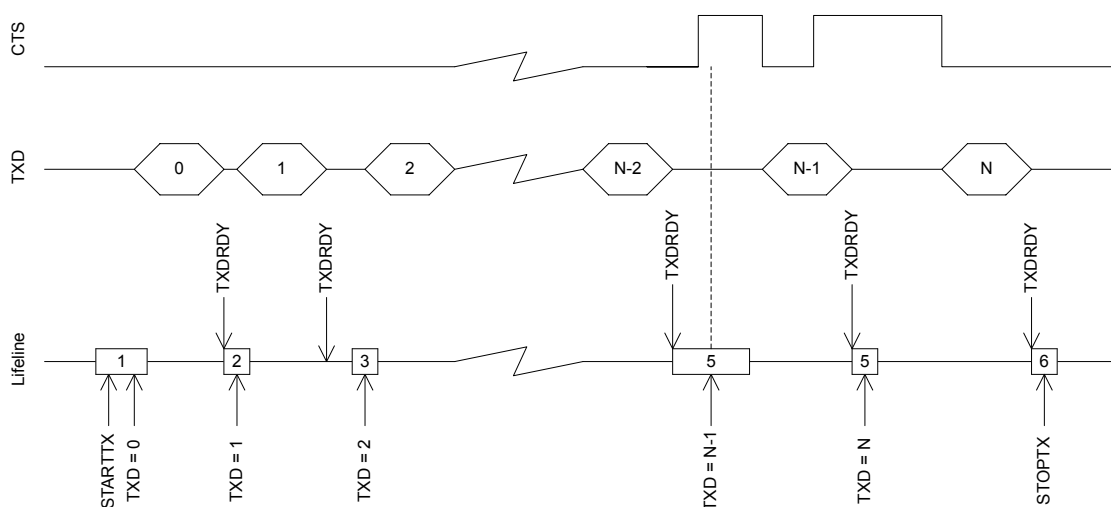 CTS
TXD
0
1
2
N-2
N-1
N
TXDRDY
TXDRDY
TXDRDY
TXDRDY
TXDRDY
Lifeline
1
2
3
5
5
6
STARTTX
TXD = 0
TXD = 1
TXD = 2
TXD = N-1
TXD = N
STOPTX